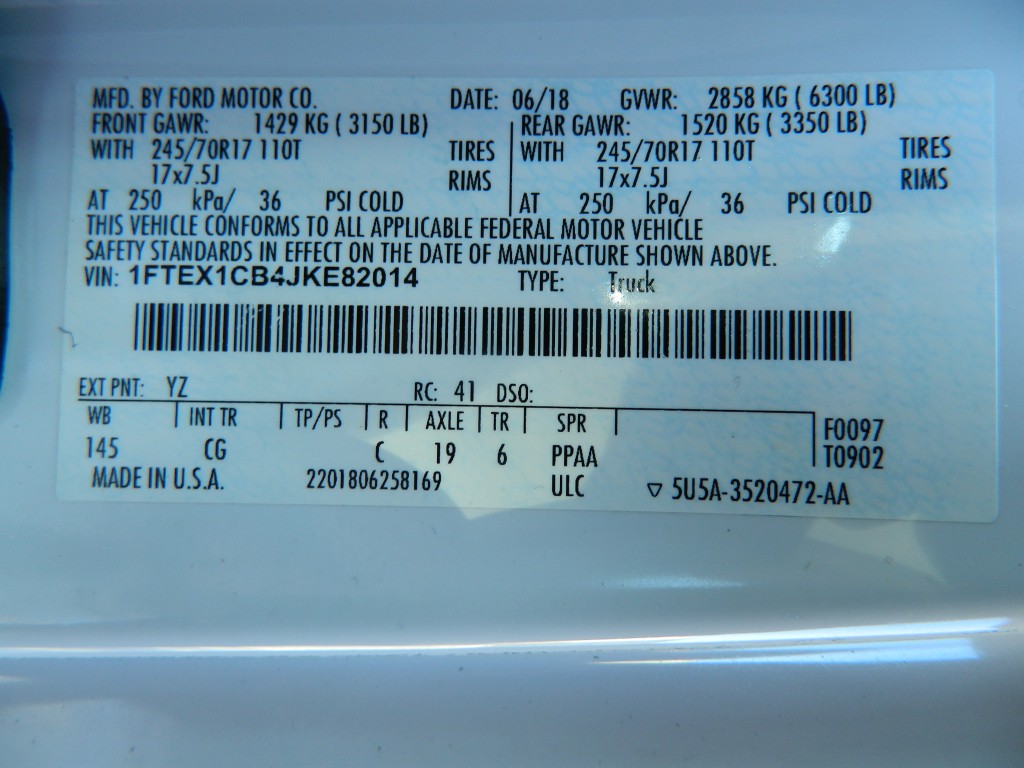 MFD. BY FORD MOTOR CO. DATE: 06/18 GVWR: 2858 KG ( 6300 LB)
FRONT GAWR: 1429 KG ( 3150 LB) REAR GAWR: 1520 KG ( 3350 LB)
WITH 245/70R17 110T TIRES WITH 245/70R17 110T TIRES
17x7.5J RIMS 17x7.5J RIMS
AT 250 kPa/ 36 PSI COLD AT 250 kPa/ 36 PSI COLD
THIS VEHICLE CONFORMS TO ALL APPLICABLE FEDERAL MOTOR VEHICLE
SAFETY STANDARDS IN EFFECT ON THE DATE OF MANUFACTURE SHOWN ABOVE.
VIN: 1FTEX1CB4JKE82014 TYPE: Truck
EXT PNT: YZ RC: 41 DSO:
WB INT TR TP/PS R AXLE TR SPR F0097
145 CG C 19 6 PPAA T0902
MADE IN U.S.A. 2201806258169 ULC ▽ 5U5A-3520472-AA